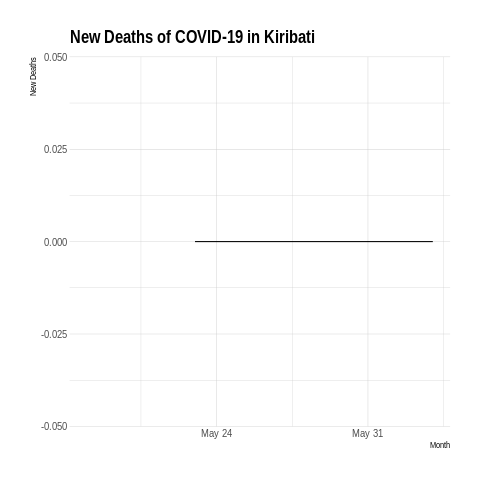 New Deaths of COVID-19 in Kiribati
New Deaths
0.050
0.025
0.000
-0.025
-0.050
May 24
May 31
Month